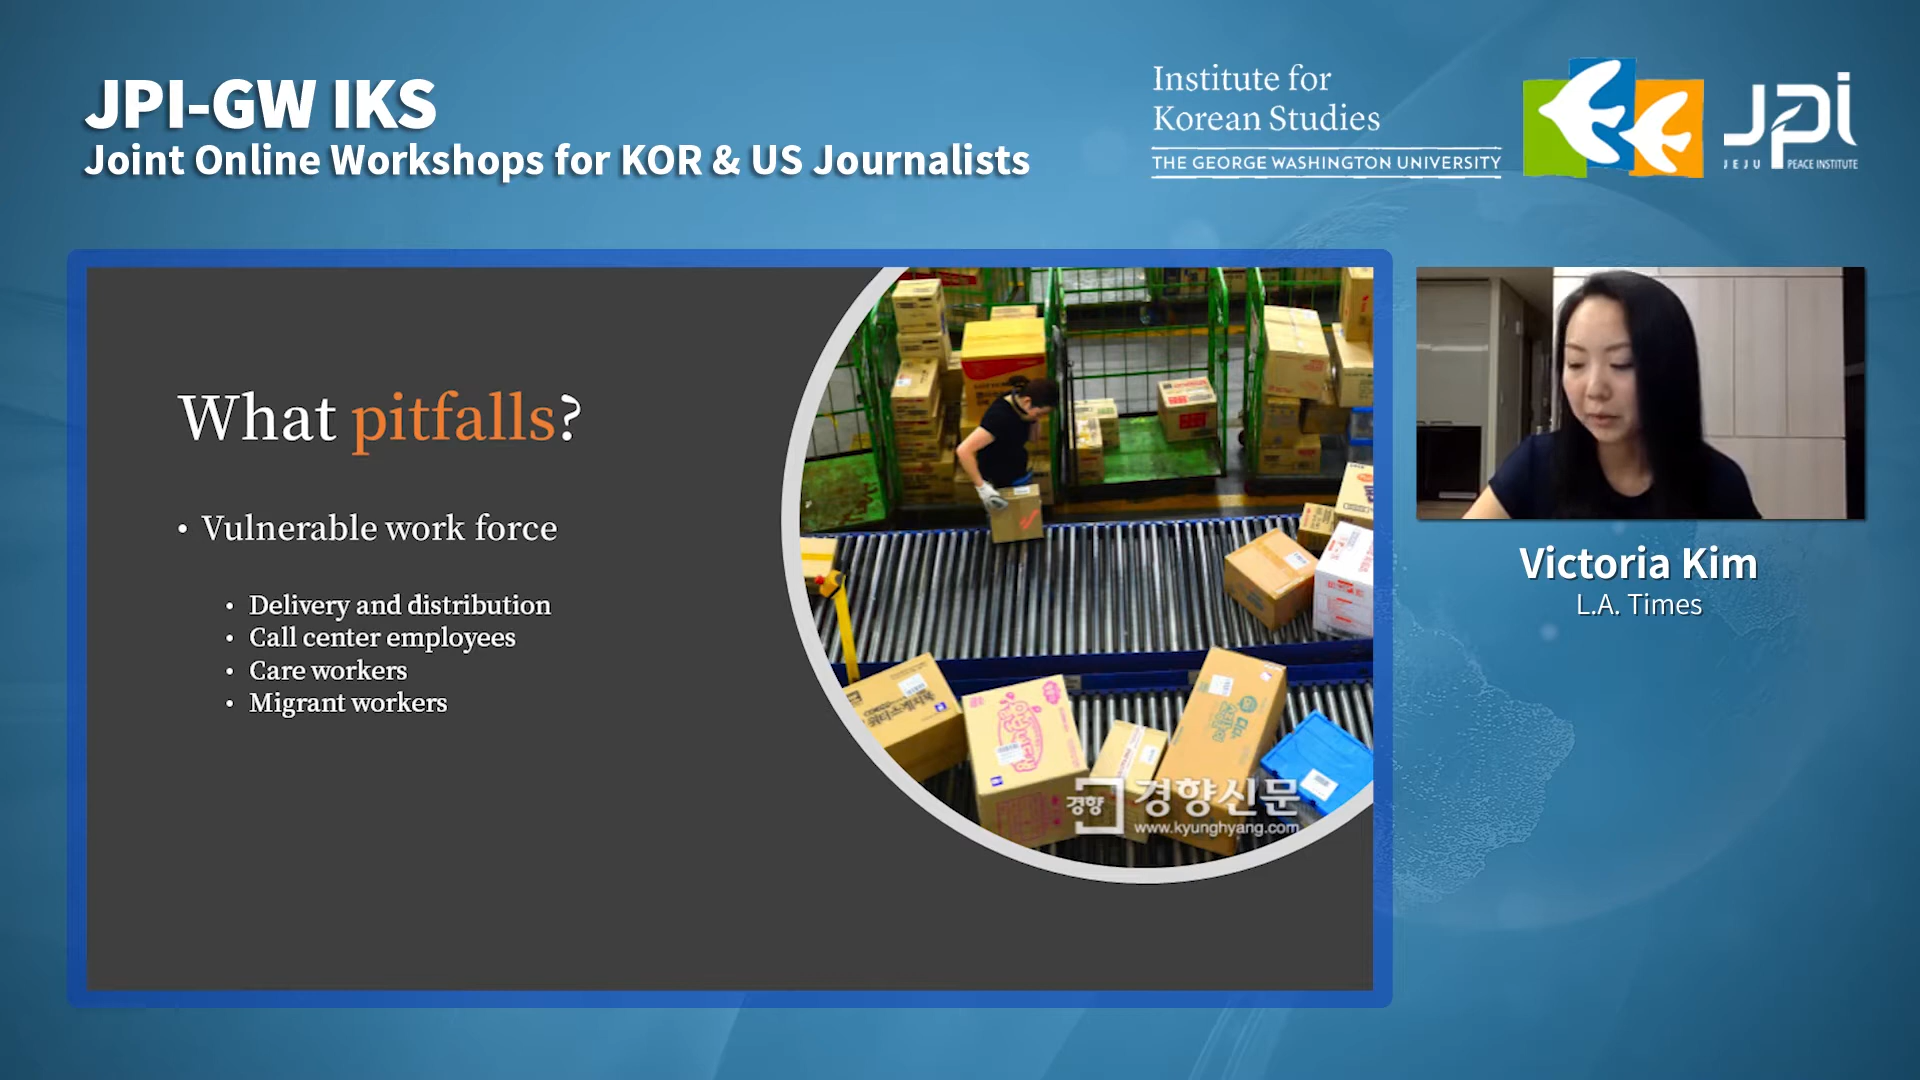 JPI-GW IKS
Joint Online Workshops for KOR & US Journalists
Institute for
Korean Studies
THE GEORGE WASHINGTON UNIVERSITY
JPI
JEJU PEACE INSTITUTE
What pitfalls?
• Vulnerable work force
• Delivery and distribution
• Call center employees
• Care workers
• Migrant workers
경향 경향신문
www.kyunghyang.com
Victoria Kim
L.A. Times